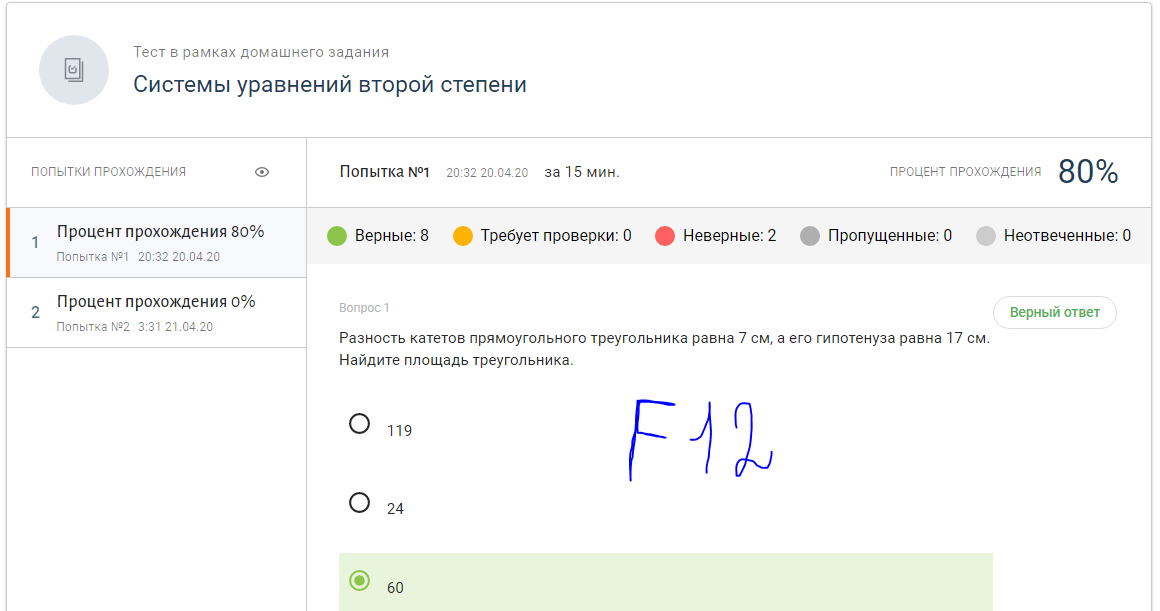 Тест в рамках домашнего задания
Системы уравнений второй степени
ПОПЫТКИ ПРОХОЖДЕНИЯ
Попытка №1 20:32 20.04.20 за 15 мин.
ПРОЦЕНТ ПРОХОЖДЕНИЯ 80%
1 Процент прохождения 80%
Попытка №1 20:32 20.04.20
2 Процент прохождения 0%
Попытка №2 3:31 21.04.20
Верные: 8 Требует проверки: 0 Неверные: 2 Пропущенные: 0 Неотвеченные: 0
Вопрос 1
Верный ответ
Разность катетов прямоугольного треугольника равна 7 см, а его гипотенуза равна 17 см.
Найдите площадь треугольника.
119
F12
24
60